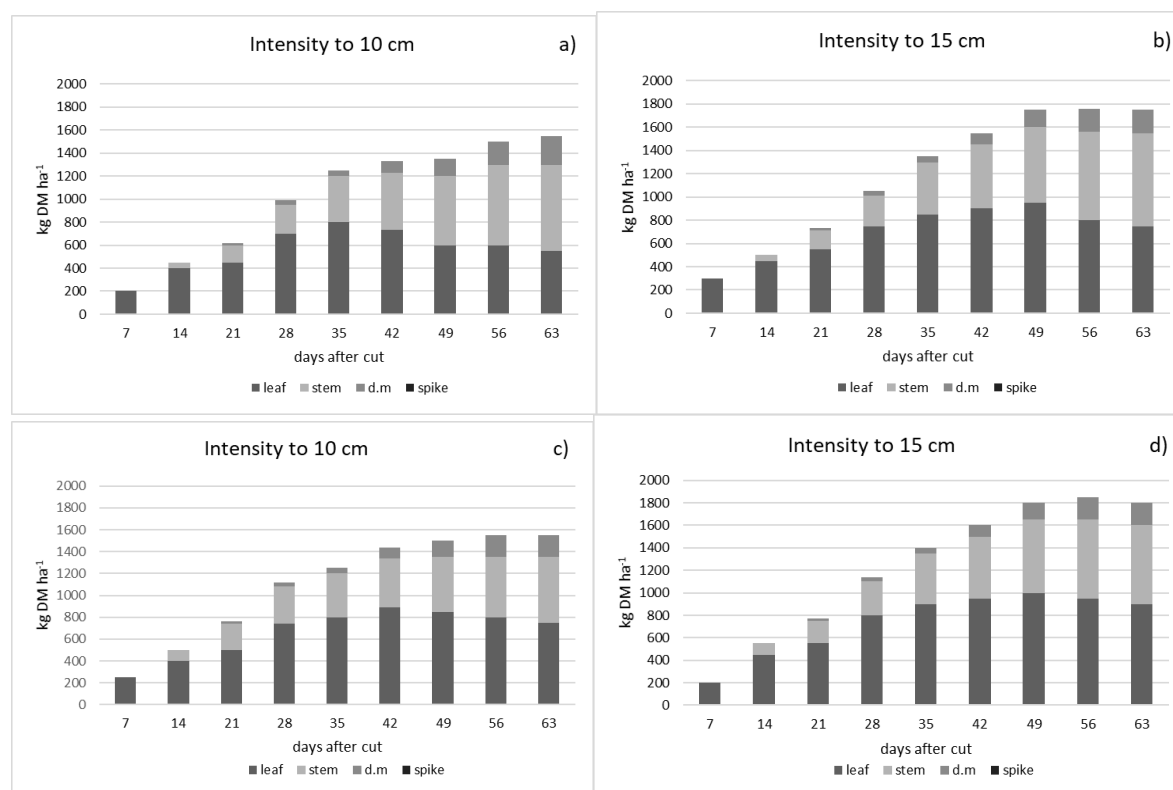 Intensity to 10 cm a)
2000
1800
1600
1400
1200
1000
800
600
400
200
0
kg DM ha⁻¹
7 14 21 28 35 42 49 56 63
days after cut
leaf stem d.m spike
Intensity to 15 cm b)
2000
1800
1600
1400
1200
1000
800
600
400
200
0
kg DM ha⁻¹
7 14 21 28 35 42 49 56 63
days after cut
leaf stem d.m spike
Intensity to 10 cm c)
2000
1800
1600
1400
1200
1000
800
600
400
200
0
kg DM ha⁻¹
7 14 21 28 35 42 49 56 63
days after cut
leaf stem d.m spike
Intensity to 15 cm d)
2000
1800
1600
1400
1200
1000
800
600
400
200
0
kg DM ha⁻¹
7 14 21 28 35 42 49 56 63
days after cut
leaf stem d.m spike